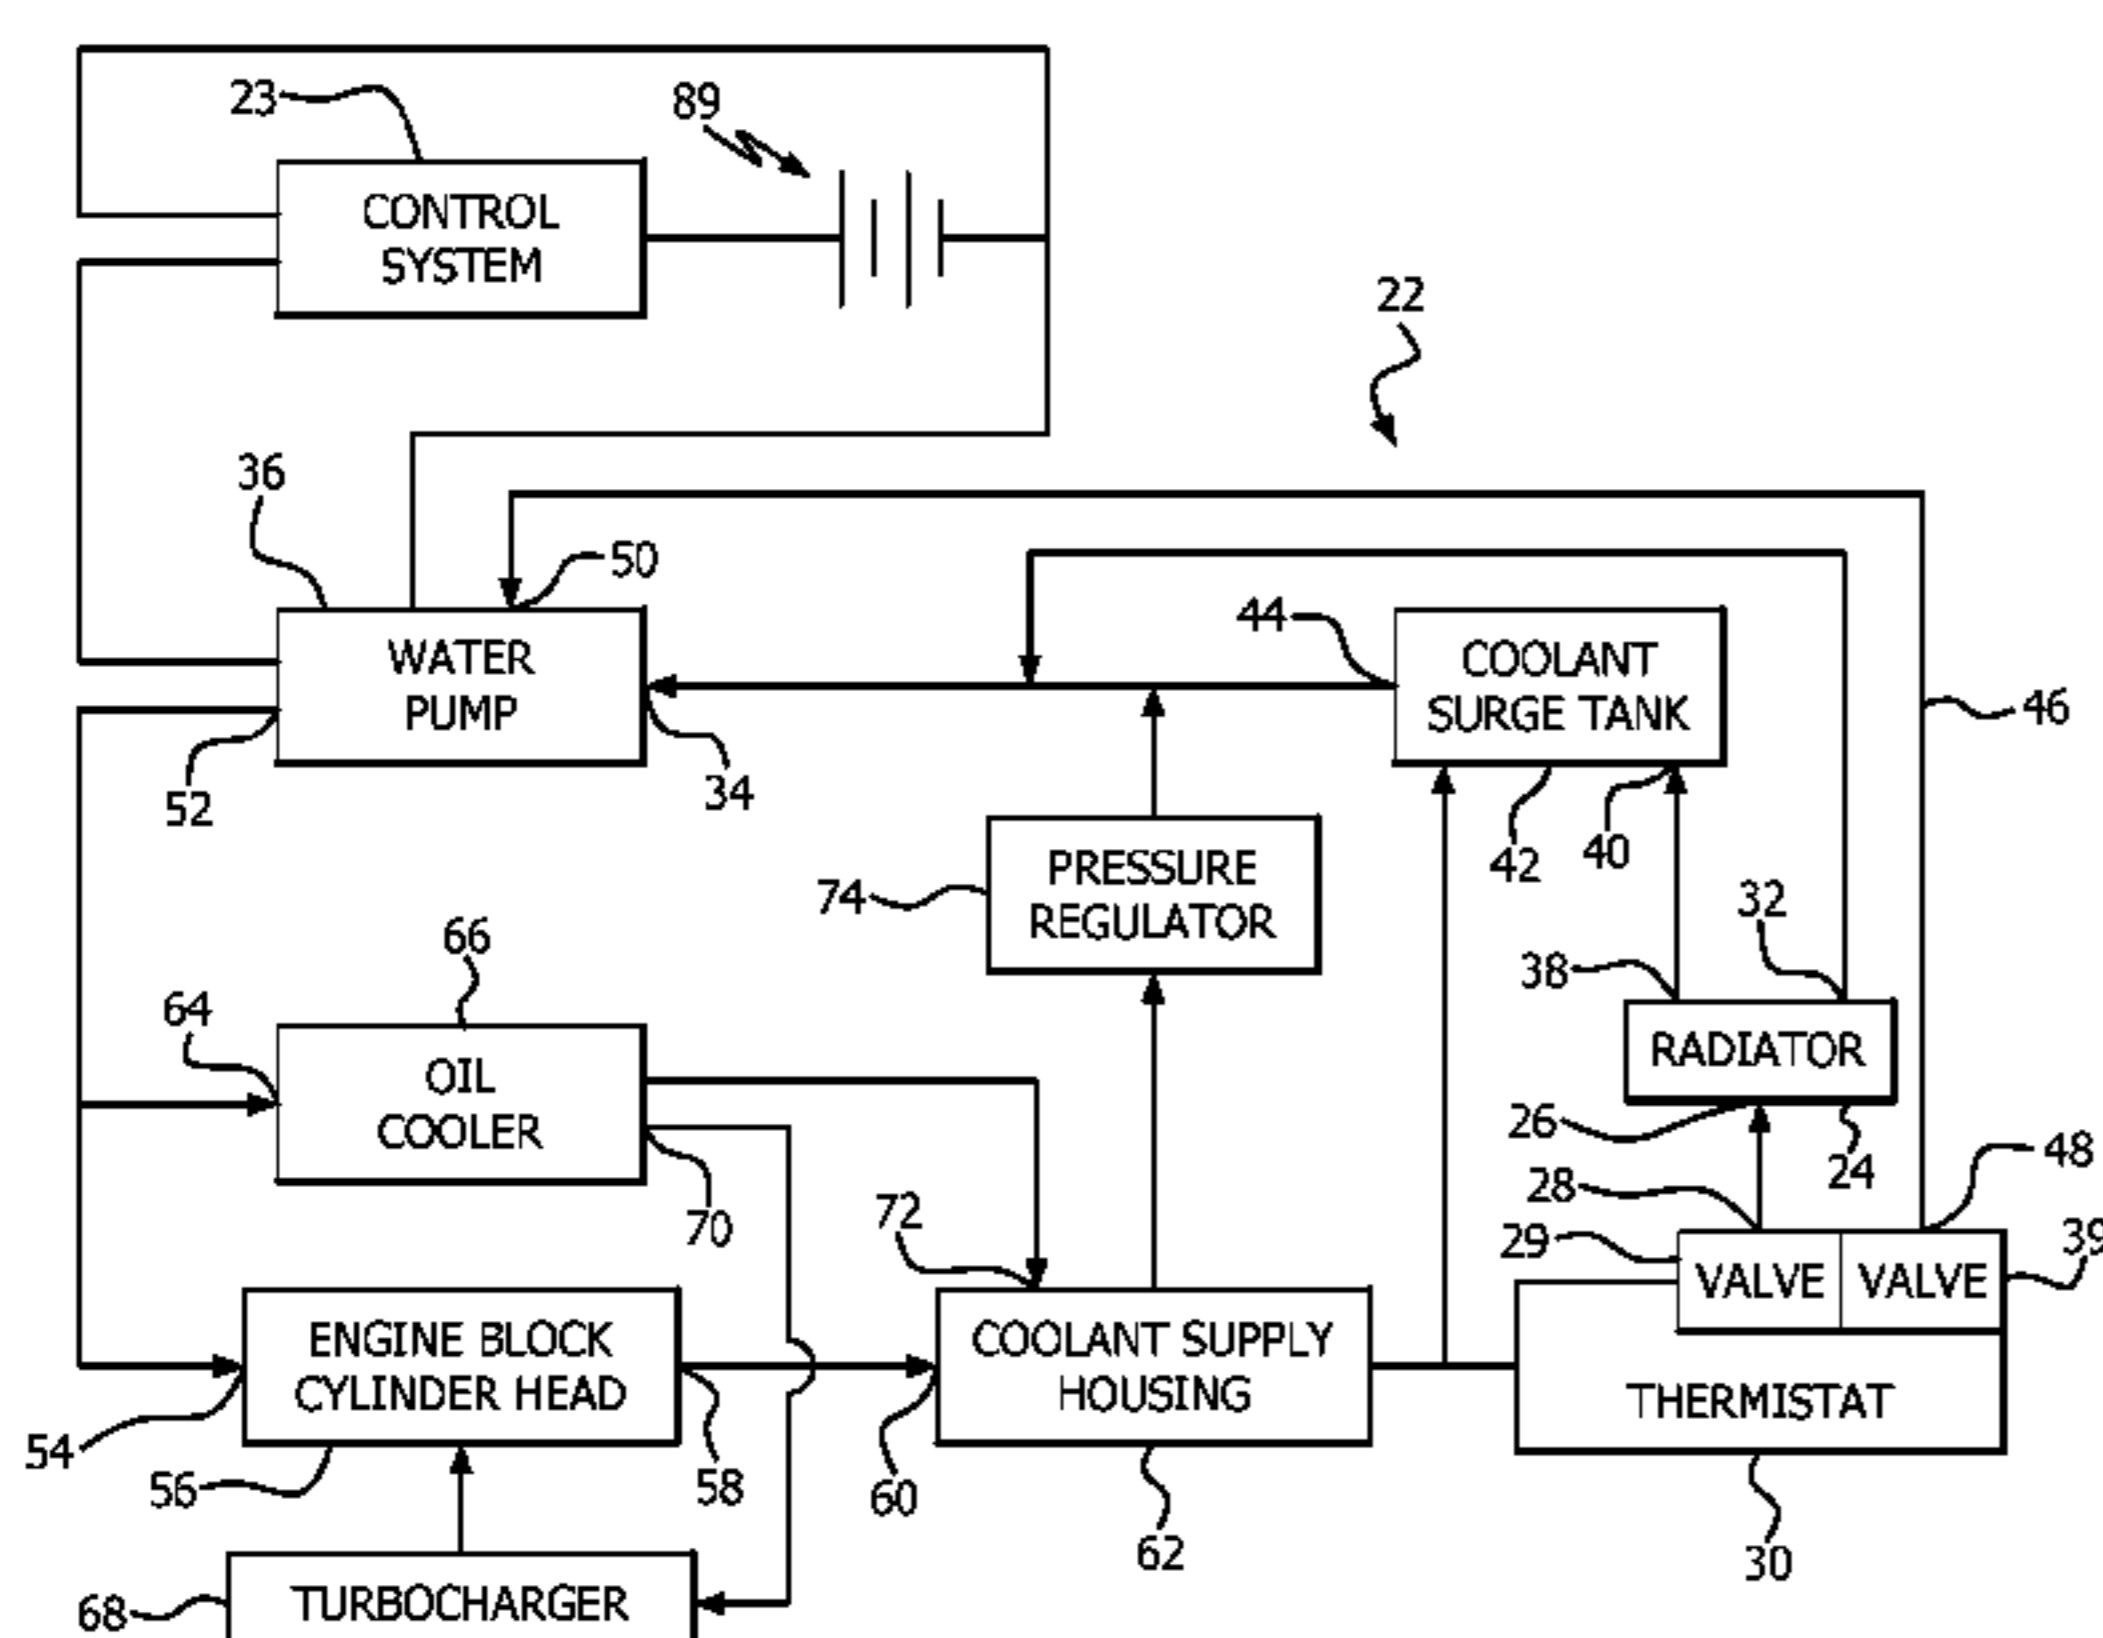 23
89
CONTROL
SYSTEM
22
36
50
44
WATER
PUMP
COOLANT
SURGE TANK
46
52
34
42
40
PRESSURE
REGULATOR
74
32
66
38
64
OIL
COOLER
RADIATOR
26
24
48
28
70
72
29
39
VALVE
VALVE
ENGINE BLOCK
CYLINDER HEAD
COOLANT SUPPLY
HOUSING
THERMISTAT
54
56
58
60
62
30
TURBOCHARGER
68